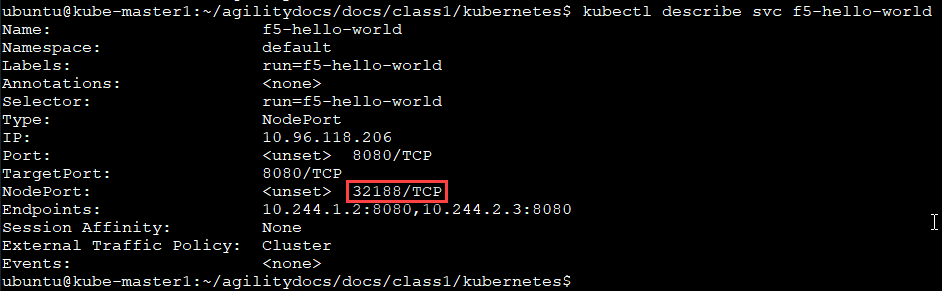 ubuntu@kube-master1:~/agilitydocs/docs/class1/kubernetes$ kubectl describe svc f5-hello-world
Name:                     f5-hello-world
Namespace:                default
Labels:                   run=f5-hello-world
Annotations:              <none>
Selector:                 run=f5-hello-world
Type:                     NodePort
IP:                       10.96.118.206
Port:                     <unset>  8080/TCP
TargetPort:               8080/TCP
NodePort:                 <unset>  32188/TCP
Endpoints:                10.244.1.2:8080,10.244.2.3:8080
Session Affinity:         None
External Traffic Policy:  Cluster
Events:                   <none>
ubuntu@kube-master1:~/agilitydocs/docs/class1/kubernetes$